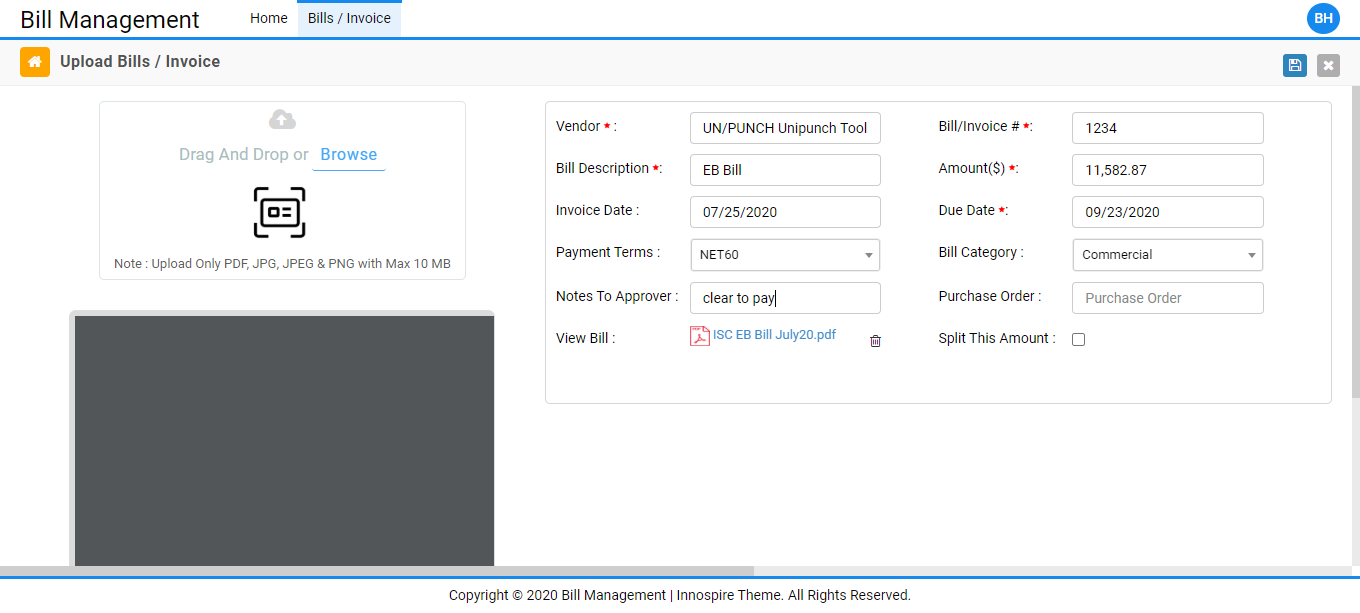 Bill Management Home Bills / Invoice BH
Upload Bills / Invoice
Drag And Drop or Browse
Note : Upload Only PDF, JPG, JPEG & PNG with Max 10 MB
Vendor * : UN/PUNCH Unipunch Tool Bill/Invoice # *: 1234
Bill Description *: EB Bill Amount($) *: 11,582.87
Invoice Date : 07/25/2020 Due Date *: 09/23/2020
Payment Terms : NET60 Bill Category : Commercial
Notes To Approver : clear to pay Purchase Order : Purchase Order
View Bill : ISC EB Bill July20.pdf Split This Amount :
Copyright © 2020 Bill Management | Innospire Theme. All Rights Reserved.